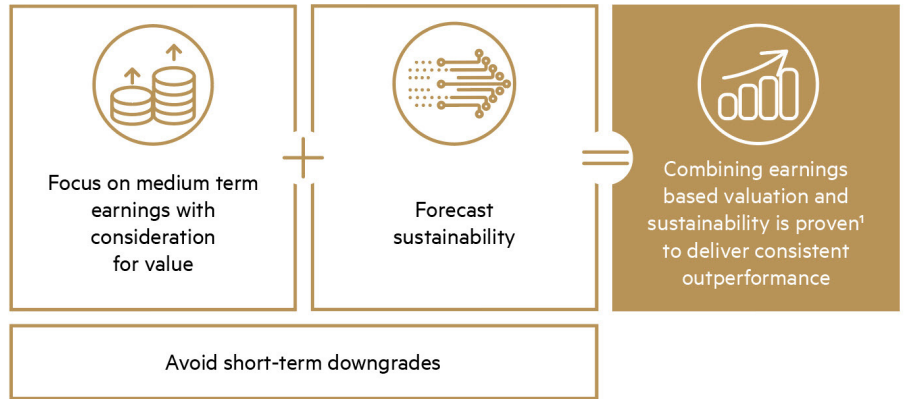 Focus on medium term
earnings with
consideration
for value
+
Forecast
sustainability
=
Combining earnings
based valuation and
sustainability is proven¹
to deliver consistent
outperformance
Avoid short-term downgrades